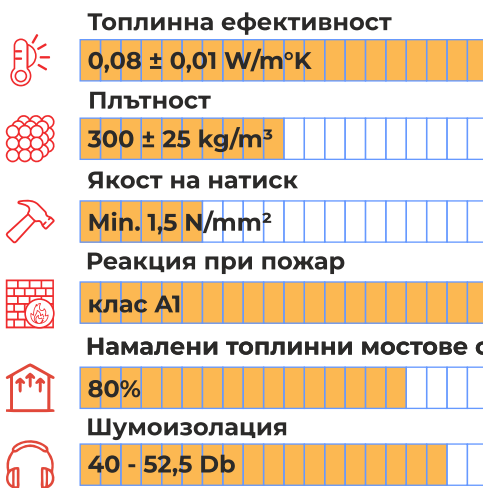 Топлинна ефективност
0,08 ± 0,01 W/m°K
Плътност
300 ± 25 kg/m³
Якост на натиск
Min. 1,5 N/mm²
Реакция при пожар
клас А1
Намалени топлинни мостове
80%
Шумоизолация
40 - 52,5 Db